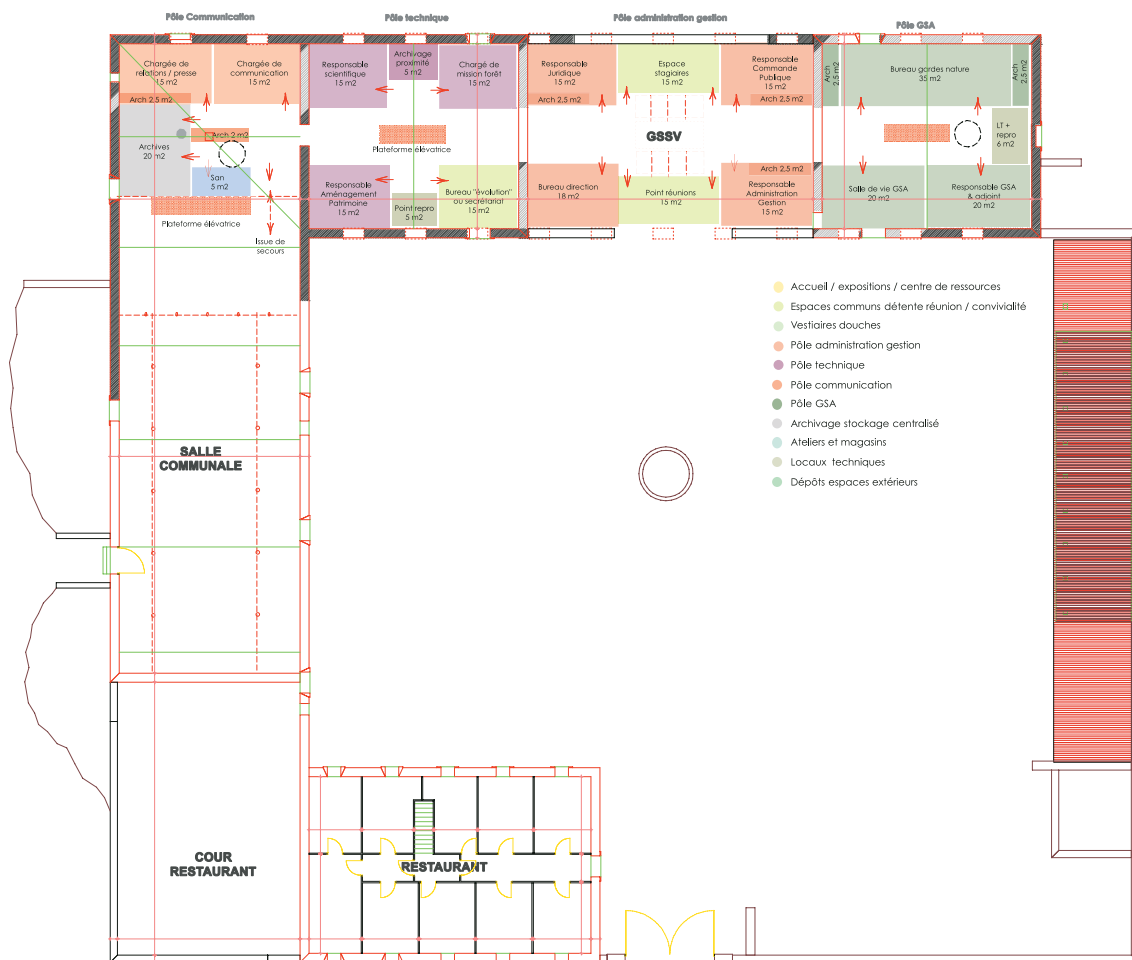 Pôle Communication
Pôle technique
Pôle administration gestion
Pôle GSA
Chargée de
relations / presse
15 m2
Chargée de
communication
15 m2
Arch 2,5 m2
Arch 2 m2
Archives
20 m2
San
5 m2
Plateforme élévatrice
Issue de
secours
Responsable
scientifique
15 m2
Archivage
proximité
5 m2
Chargé de
mission forêt
15 m2
Plateforme élévatrice
Responsable
Aménagement
Patrimoine
15 m2
Point repro
5 m2
Bureau "évolution"
ou secrétariat
15 m2
Responsable
Juridique
15 m2
Arch 2,5 m2
Espace
stagiaires
15 m2
Responsable
Commande
Publique
15 m2
Arch 2,5 m2
GSSV
Bureau direction
18 m2
Point réunions
15 m2
Arch 2,5 m2
Responsable
Administration
Gestion
15 m2
Arch
2,5 m2
Bureau gardes nature
35 m2
Arch
2,5 m2
LT +
repro
6 m2
Salle de vie GSA
20 m2
Responsable GSA
& adjoint
20 m2
Accueil / expositions / centre de ressources
Espaces communs détente réunion / convivialité
Vestiaires douches
Pôle administration gestion
Pôle technique
Pôle communication
Pôle GSA
Archivage stockage centralisé
Ateliers et magasins
Locaux techniques
Dépôts espaces extérieurs
SALLE
COMMUNALE
COUR
RESTAURANT
RESTAURANT